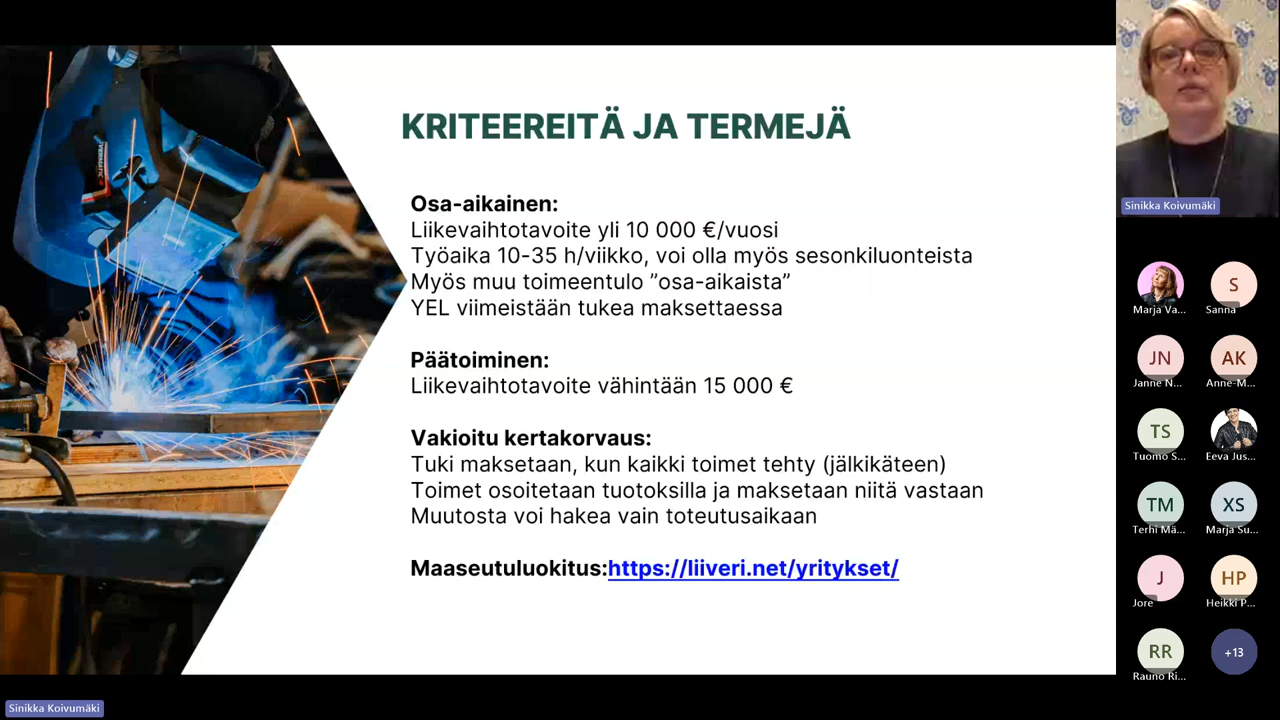 KRITEEREITÄ JA TERMEJÄ
Osa-aikainen:
Liikevaihtotavoite yli 10 000 €/vuosi
Työaika 10-35 h/viikko, voi olla myös sesonkiluonteista
Myös muu toimeentulo ”osa-aikaista”
YEL viimeistään tukea maksettaessa
Päätoiminen:
Liikevaihtotavoite vähintään 15 000 €
Vakioitu kertakorvaus:
Tuki maksetaan, kun kaikki toimet tehty (jälkikäteen)
Toimet osoitetaan tuotoksilla ja maksetaan niitä vastaan
Muutosta voi hakea vain toteutusaikaan
Maaseutuluokitus:https://liiveri.net/yritykset/
Sinikka Koivumäki
Marja Va...
S
Sanna
JN
Janne N...
AK
Anne-M...
TS
Tuomo S...
Eeva Jus...
TM
Terhi Mä...
XS
Marja Su...
J
Jore
HP
Heikki P...
RR
Rauno Ri...
+13
Sinikka Koivumäki